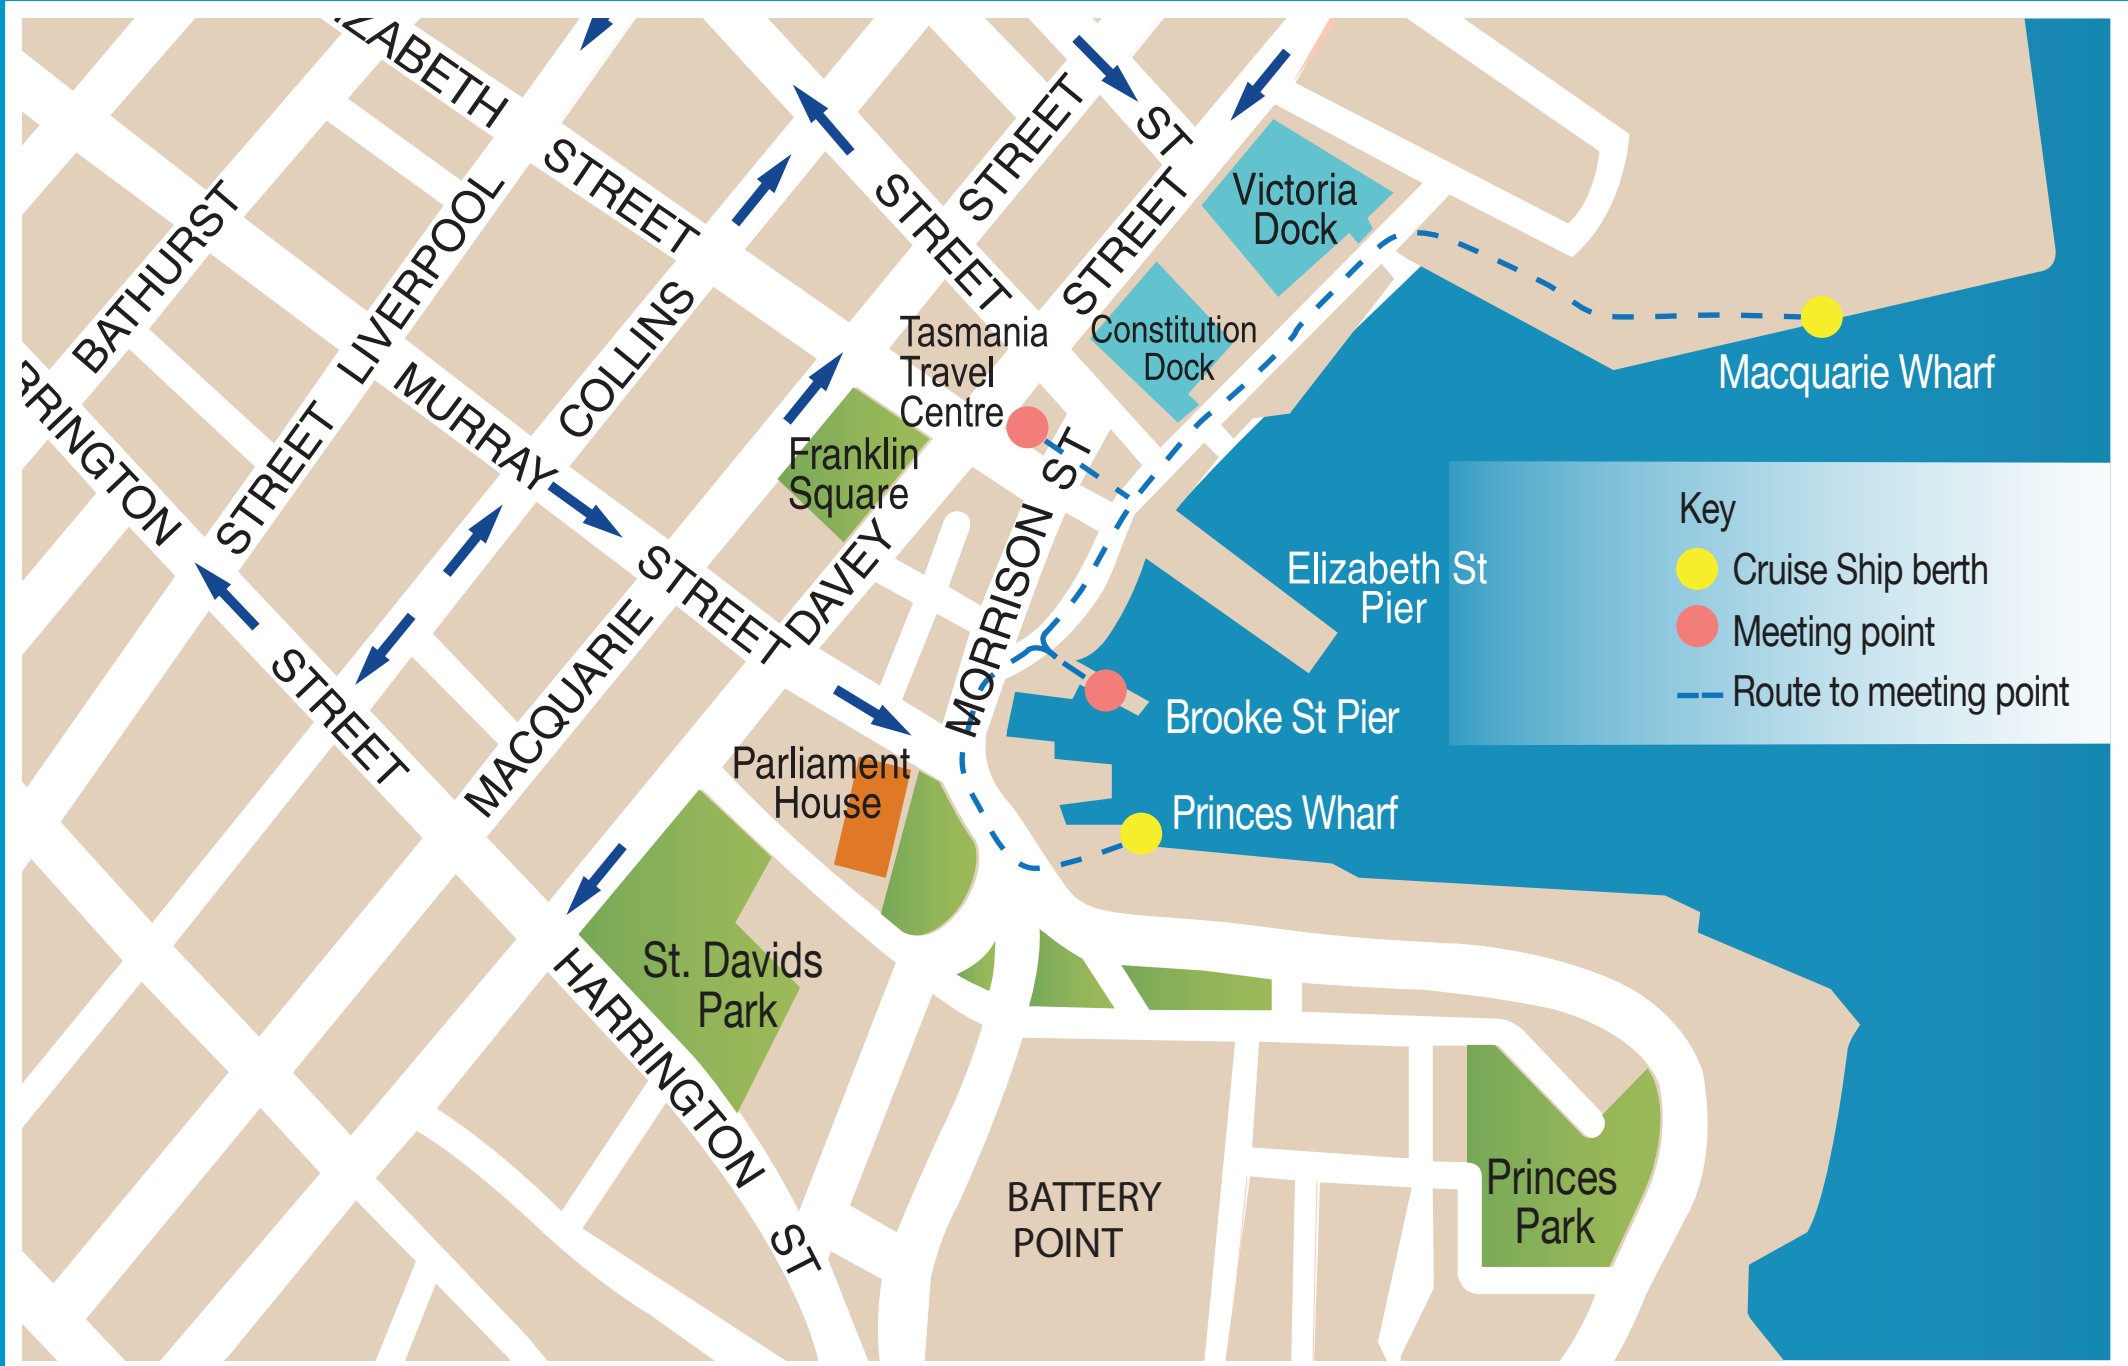 IZABETH
STREET
BATHURST
STREET
LIVERPOOL
COLLINS
MURRAY
STREET
RRINGTON
STREET
MACQUARIE
STREET
STREET
ST
STREET
DAVEY
MORRISON ST
Victoria
Dock
Constitution
Dock
Tasmania
Travel
Centre
Franklin
Square
Macquarie Wharf
Key
Cruise Ship berth
Meeting point
Route to meeting point
Elizabeth St
Pier
Brooke St Pier
Princes Wharf
Parliament
House
St. Davids
Park
HARRINGTON ST
BATTERY
POINT
Princes
Park